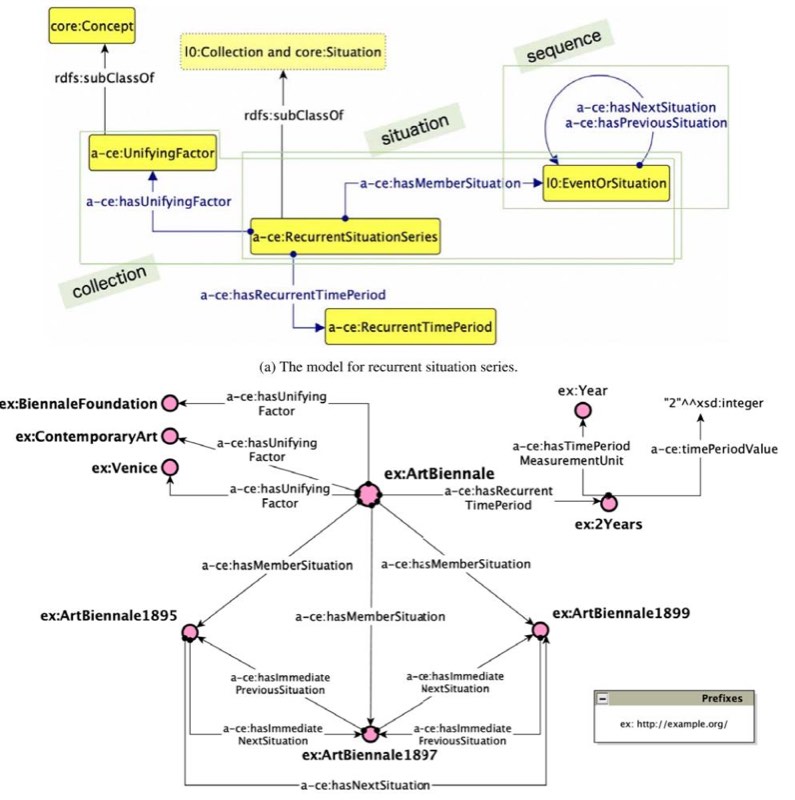 core:Concept
l0:Collection and core:Situation
sequence
rdfs:subClassOf
rdfs:subClassOf
a-ce:hasNextSituation
a-ce:hasPreviousSituation
situation
a-ce:UnifyingFactor
a-ce:hasMemberSituation
l0:EventOrSituation
a-ce:hasUnifyingFactor
a-ce:RecurrentSituationSeries
collection
a-ce:hasRecurrentTimePeriod
a-ce:RecurrentTimePeriod
(a) The model for recurrent situation series.
ex:BiennaleFoundation
a-ce:hasUnifying
Factor
ex:Year
"2"^^xsd:integer
ex:ContemporaryArt
a-ce:hasUnifying
Factor
a-ce:hasTimePeriod
MeasurementUnit
a-ce:timePeriodValue
ex:Venice
a-ce:hasUnifying
Factor
ex:ArtBiennale
a-ce:hasRecurrent
TimePeriod
ex:2Years
a-ce:hasMemberSituation
a-ce:hasMemberSituation
ex:ArtBiennale1895
a-ce:hasMemberSituation
ex:ArtBiennale1899
a-ce:hasImmediate
PreviousSituation
a-ce:hasImmediate
NextSituation
a-ce:hasImmediate
NextSituation
a-ce:hasImmediate
PreviousSituation
ex:ArtBiennale1897
a-ce:hasNextSituation
Prefixes
ex: http://example.org/